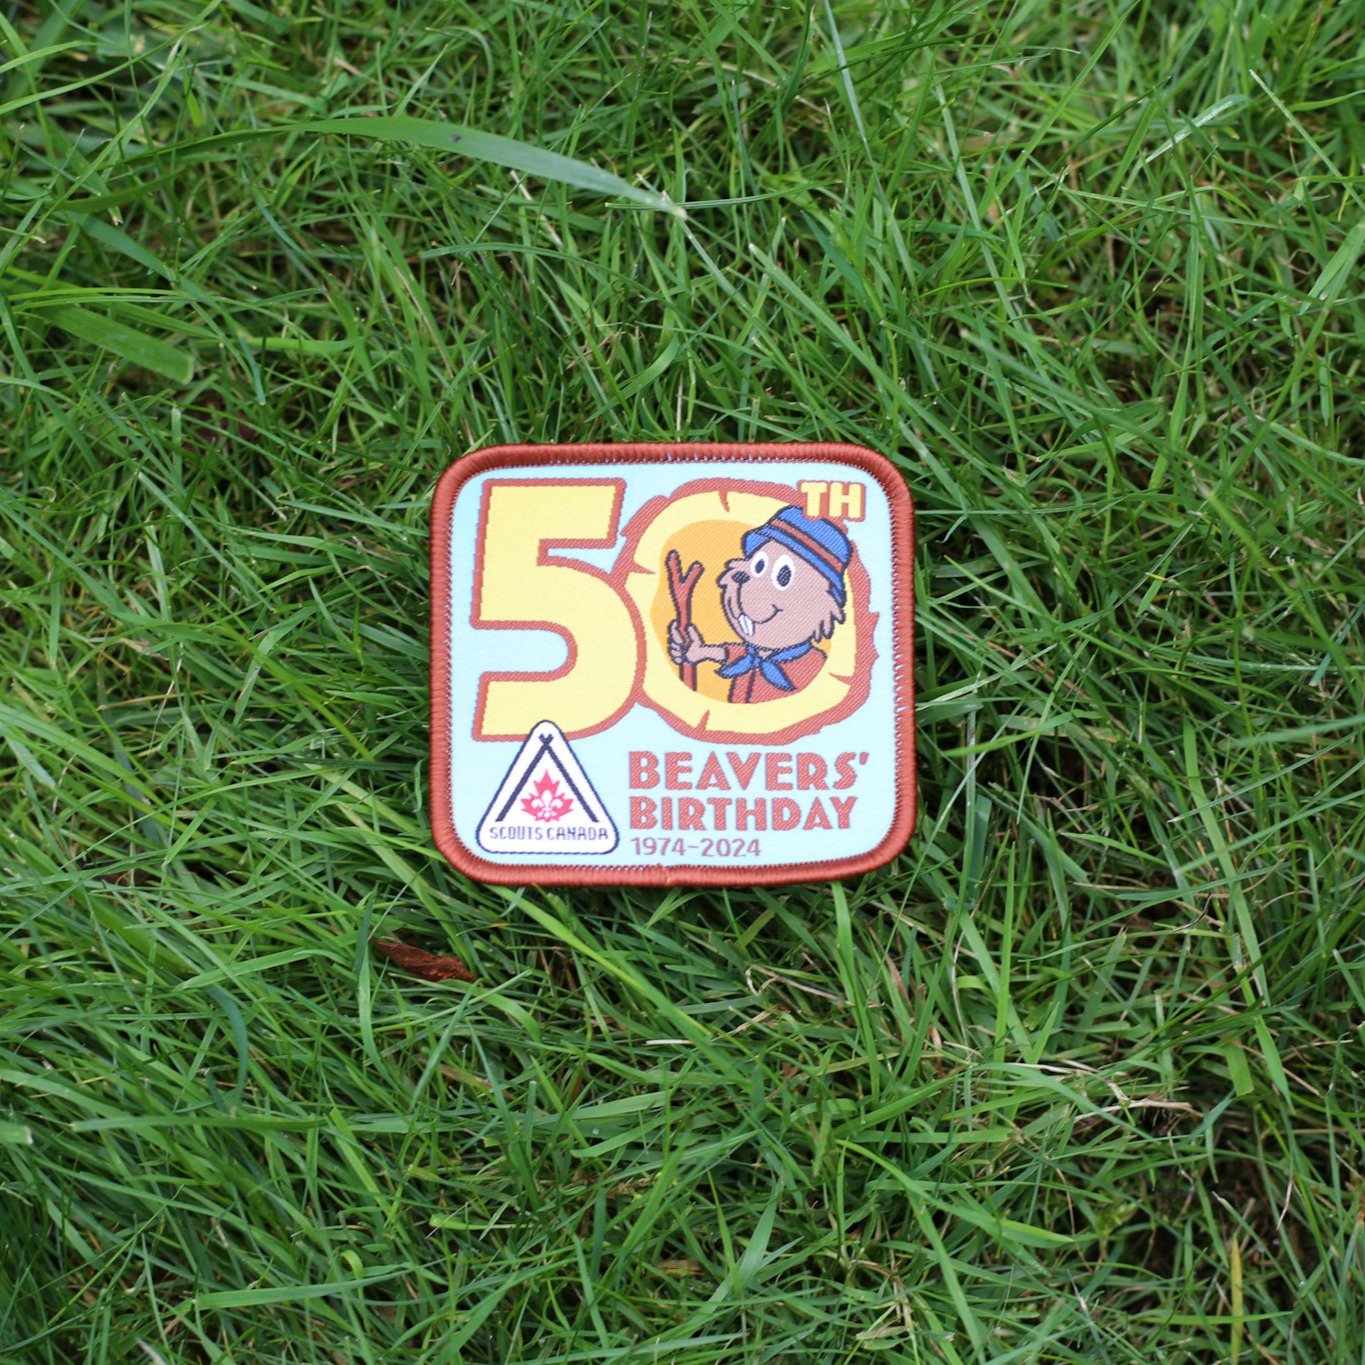 50TH
SCOUTS CANADA
BEAVERS'
BIRTHDAY
1974-2024